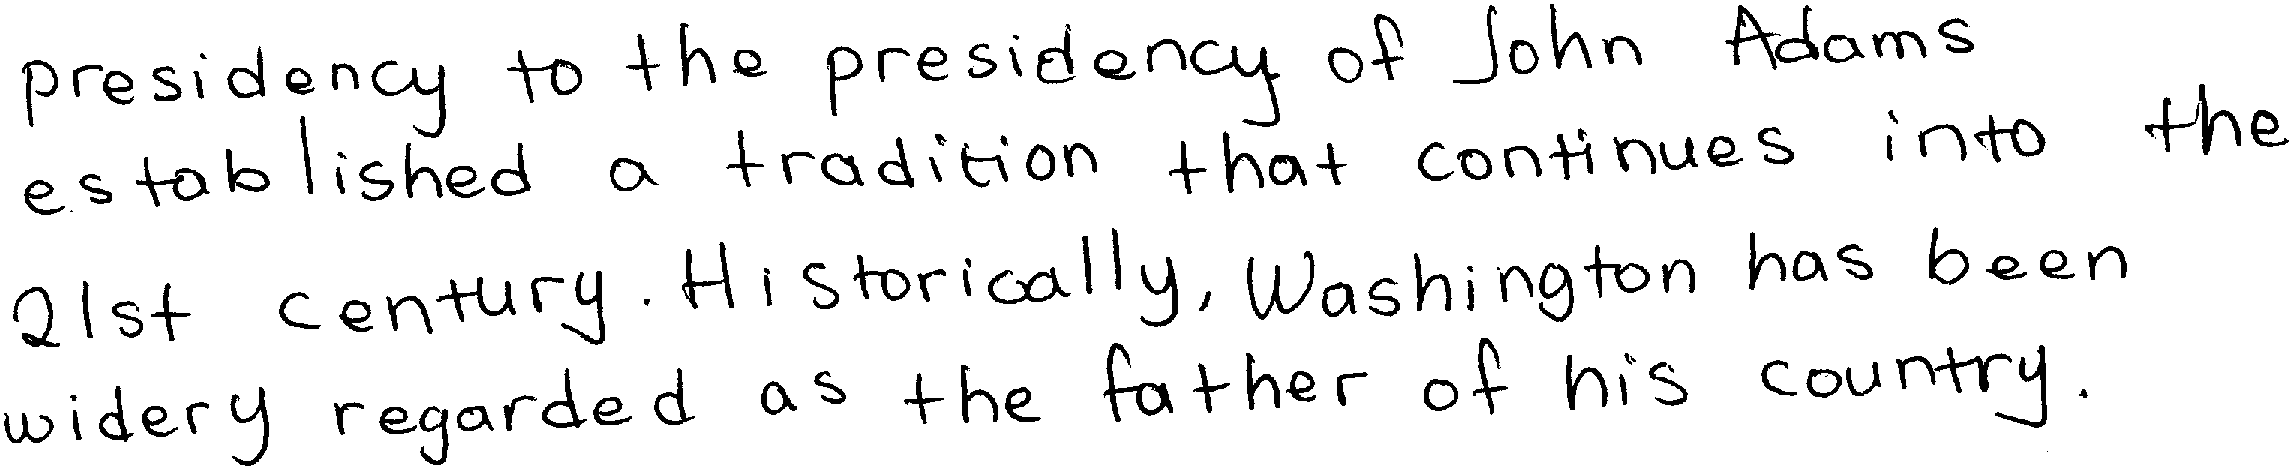 presidency to the presidency of John Adams
established a tradition that continues into the
21st century. Historically, Washington has been
widery regarded as the father of his country.